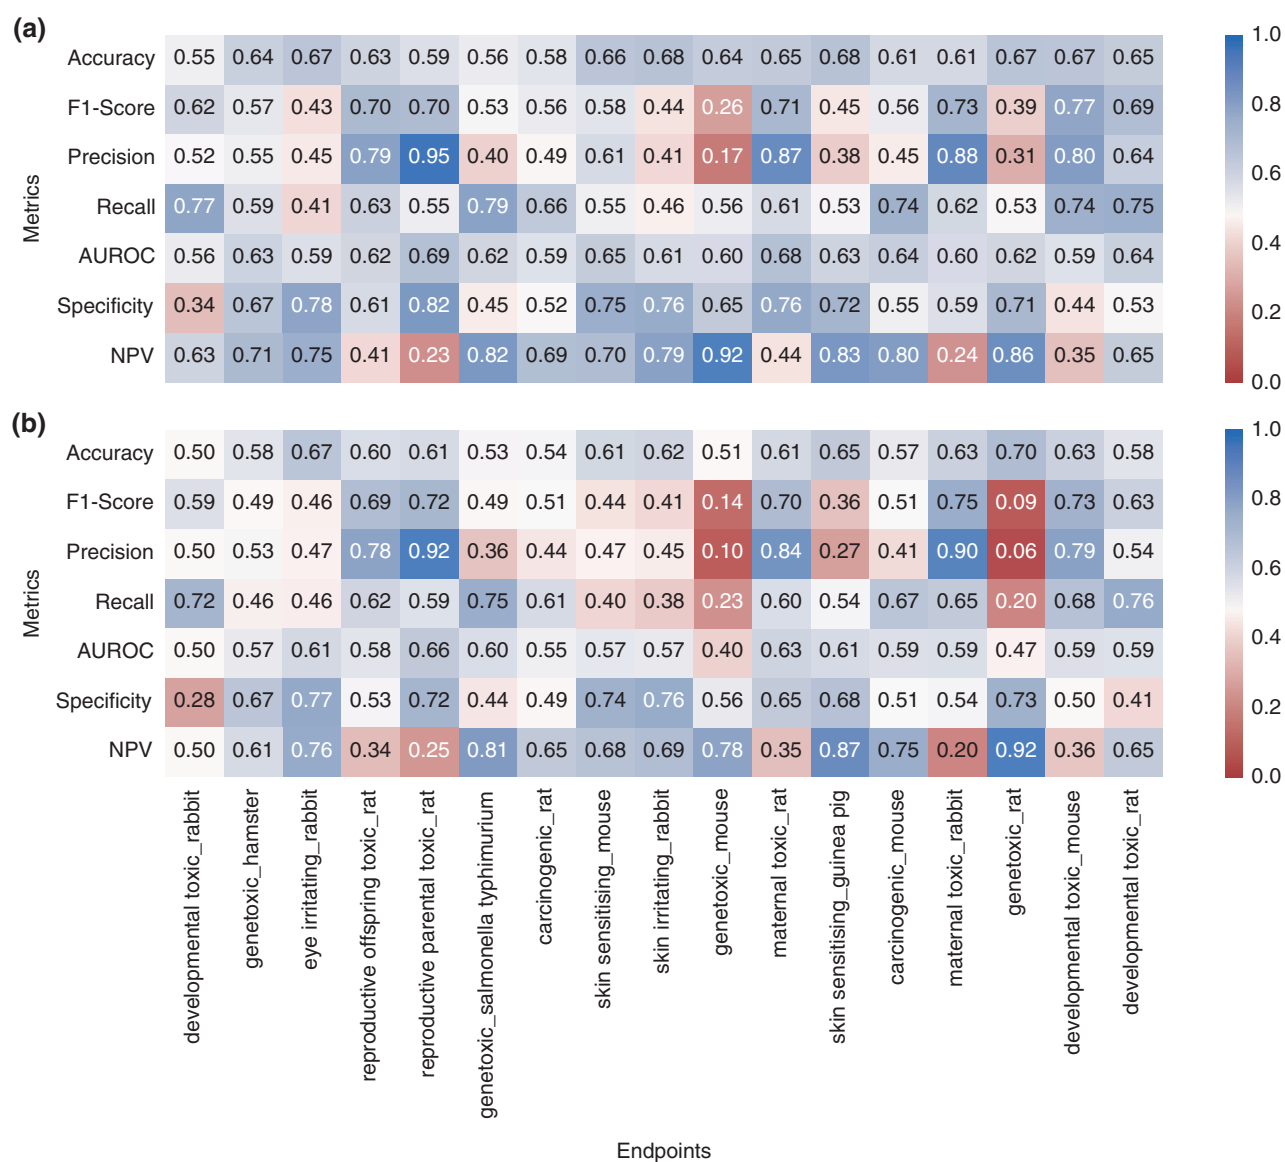 (a)
Metrics
Accuracy 0.55 0.64 0.67 0.63 0.59 0.56 0.58 0.66 0.68 0.64 0.65 0.68 0.61 0.61 0.67 0.67 0.65
F1-Score 0.62 0.57 0.43 0.70 0.70 0.53 0.56 0.58 0.44 0.26 0.71 0.45 0.56 0.73 0.39 0.77 0.69
Precision 0.52 0.55 0.45 0.79 0.95 0.40 0.49 0.61 0.41 0.17 0.87 0.38 0.45 0.88 0.31 0.80 0.64
Recall 0.77 0.59 0.41 0.63 0.55 0.79 0.66 0.55 0.46 0.56 0.61 0.53 0.74 0.62 0.53 0.74 0.75
AUROC 0.56 0.63 0.59 0.62 0.69 0.62 0.59 0.65 0.61 0.60 0.68 0.63 0.64 0.60 0.62 0.59 0.64
Specificity 0.34 0.67 0.78 0.61 0.82 0.45 0.52 0.75 0.76 0.65 0.76 0.72 0.55 0.59 0.71 0.44 0.53
NPV 0.63 0.71 0.75 0.41 0.23 0.82 0.69 0.70 0.79 0.92 0.44 0.83 0.80 0.24 0.86 0.35 0.65
1.0
0.8
0.6
0.4
0.2
0.0
(b)
Metrics
Accuracy 0.50 0.58 0.67 0.60 0.61 0.53 0.54 0.61 0.62 0.51 0.61 0.65 0.57 0.63 0.70 0.63 0.58
F1-Score 0.59 0.49 0.46 0.69 0.72 0.49 0.51 0.44 0.41 0.14 0.70 0.36 0.51 0.75 0.09 0.73 0.63
Precision 0.50 0.53 0.47 0.78 0.92 0.36 0.44 0.47 0.45 0.10 0.84 0.27 0.41 0.90 0.06 0.79 0.54
Recall 0.72 0.46 0.46 0.62 0.59 0.75 0.61 0.40 0.38 0.23 0.60 0.54 0.67 0.65 0.20 0.68 0.76
AUROC 0.50 0.57 0.61 0.58 0.66 0.60 0.55 0.57 0.57 0.40 0.63 0.61 0.59 0.59 0.47 0.59 0.59
Specificity 0.28 0.67 0.77 0.53 0.72 0.44 0.49 0.74 0.76 0.56 0.65 0.68 0.51 0.54 0.73 0.50 0.41
NPV 0.50 0.61 0.76 0.34 0.25 0.81 0.65 0.68 0.69 0.78 0.35 0.87 0.75 0.20 0.92 0.36 0.65
1.0
0.8
0.6
0.4
0.2
0.0
developmental toxic_rabbit
genetoxic_hamster
eye irritating_rabbit
reproductive offspring toxic_rat
reproductive parental toxic_rat
genetoxic_salmonella typhimurium
carcinogenic_rat
skin sensitising_mouse
skin irritating_rabbit
genetoxic_mouse
maternal toxic_rat
skin sensitising_guinea pig
carcinogenic_mouse
maternal toxic_rabbit
genetoxic_rat
developmental toxic_mouse
developmental toxic_rat
Endpoints